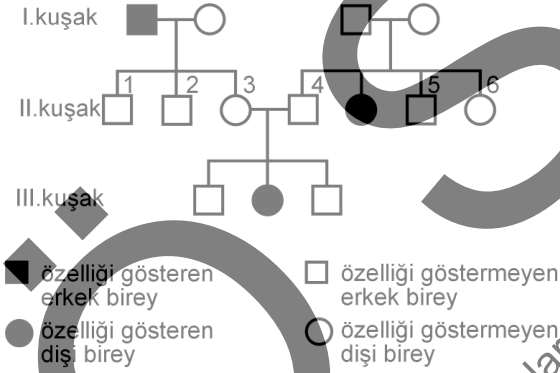 I.kuşak
1 2 3 4 5 6
II.kuşak
III.kuşak
özelliği gösteren
erkek birey
özelliği göstermeyen
erkek birey
özelliği gösteren
dişi birey
özelliği göstermeyen
dişi birey